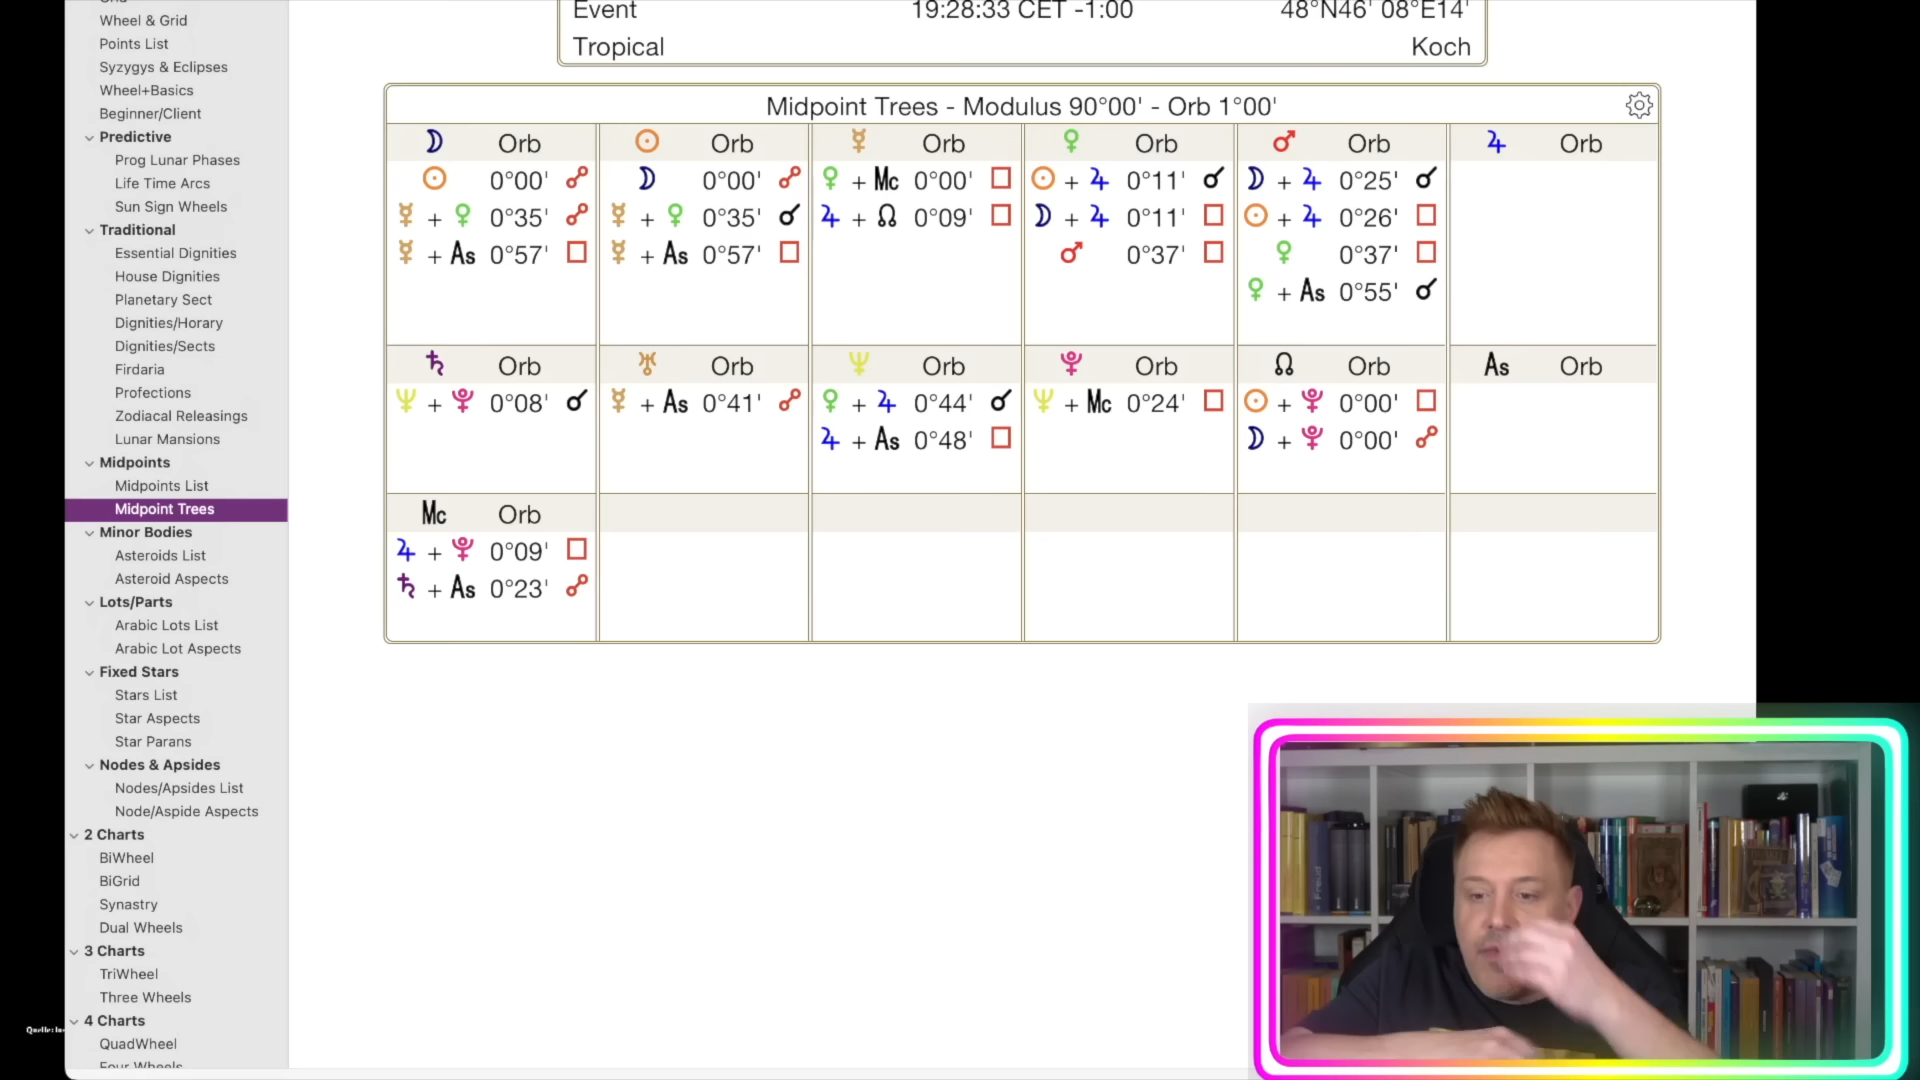 Wheel & Grid
Points List
Syzygys & Eclipses
Wheel+Basics
Beginner/Client
Predictive
Prog Lunar Phases
Life Time Arcs
Sun Sign Wheels
Traditional
Essential Dignities
House Dignities
Planetary Sect
Dignities/Horary
Dignities/Sects
Firdaria
Profections
Zodiacal Releasings
Lunar Mansions
Midpoints
Midpoints List
Midpoint Trees
Minor Bodies
Asteroids List
Asteroid Aspects
Lots/Parts
Arabic Lots List
Arabic Lot Aspects
Fixed Stars
Stars List
Star Aspects
Star Parans
Nodes & Apsides
Nodes/Apsides List
Node/Aspide Aspects
2 Charts
BiWheel
BiGrid
Synastry
Dual Wheels
3 Charts
TriWheel
Three Wheels
4 Charts
QuadWheel
Four Wheels
Event 19:28:33 CET -1:00 48°N46' 08°E14'
Tropical Koch
Midpoint Trees - Modulus 90°00' - Orb 1°00'
☽ Orb ☉ Orb ☿ Orb ♀ Orb ♂ Orb ♃ Orb
☉ 0°00' ☍ ☽ 0°00' ☍ ♀ + Mc 0°00' □ ☉ + ♃ 0°11' ☌ ☽ + ♃ 0°25' ☌
☿ + ♀ 0°35' ☍ ☿ + ♀ 0°35' ☌ ♃ + ☊ 0°09' □ ☽ + ♃ 0°11' □ ☉ + ♃ 0°26' □
☿ + As 0°57' □ ☿ + As 0°57' □ ♂ 0°37' □ ♀ 0°37' □
♀ + As 0°55' ☌
♄ Orb ♅ Orb ♆ Orb ♇ Orb ☊ Orb As Orb
♆ + ♇ 0°08' ☌ ☿ + As 0°41' ☍ ♀ + ♃ 0°44' ☌ ♆ + Mc 0°24' □ ☉ + ♇ 0°00' □
♃ + As 0°48' □ ☽ + ♇ 0°00' ☍
Mc Orb
♃ + ♇ 0°09' □
♄ + As 0°23' ☍
Quelle:
Freud